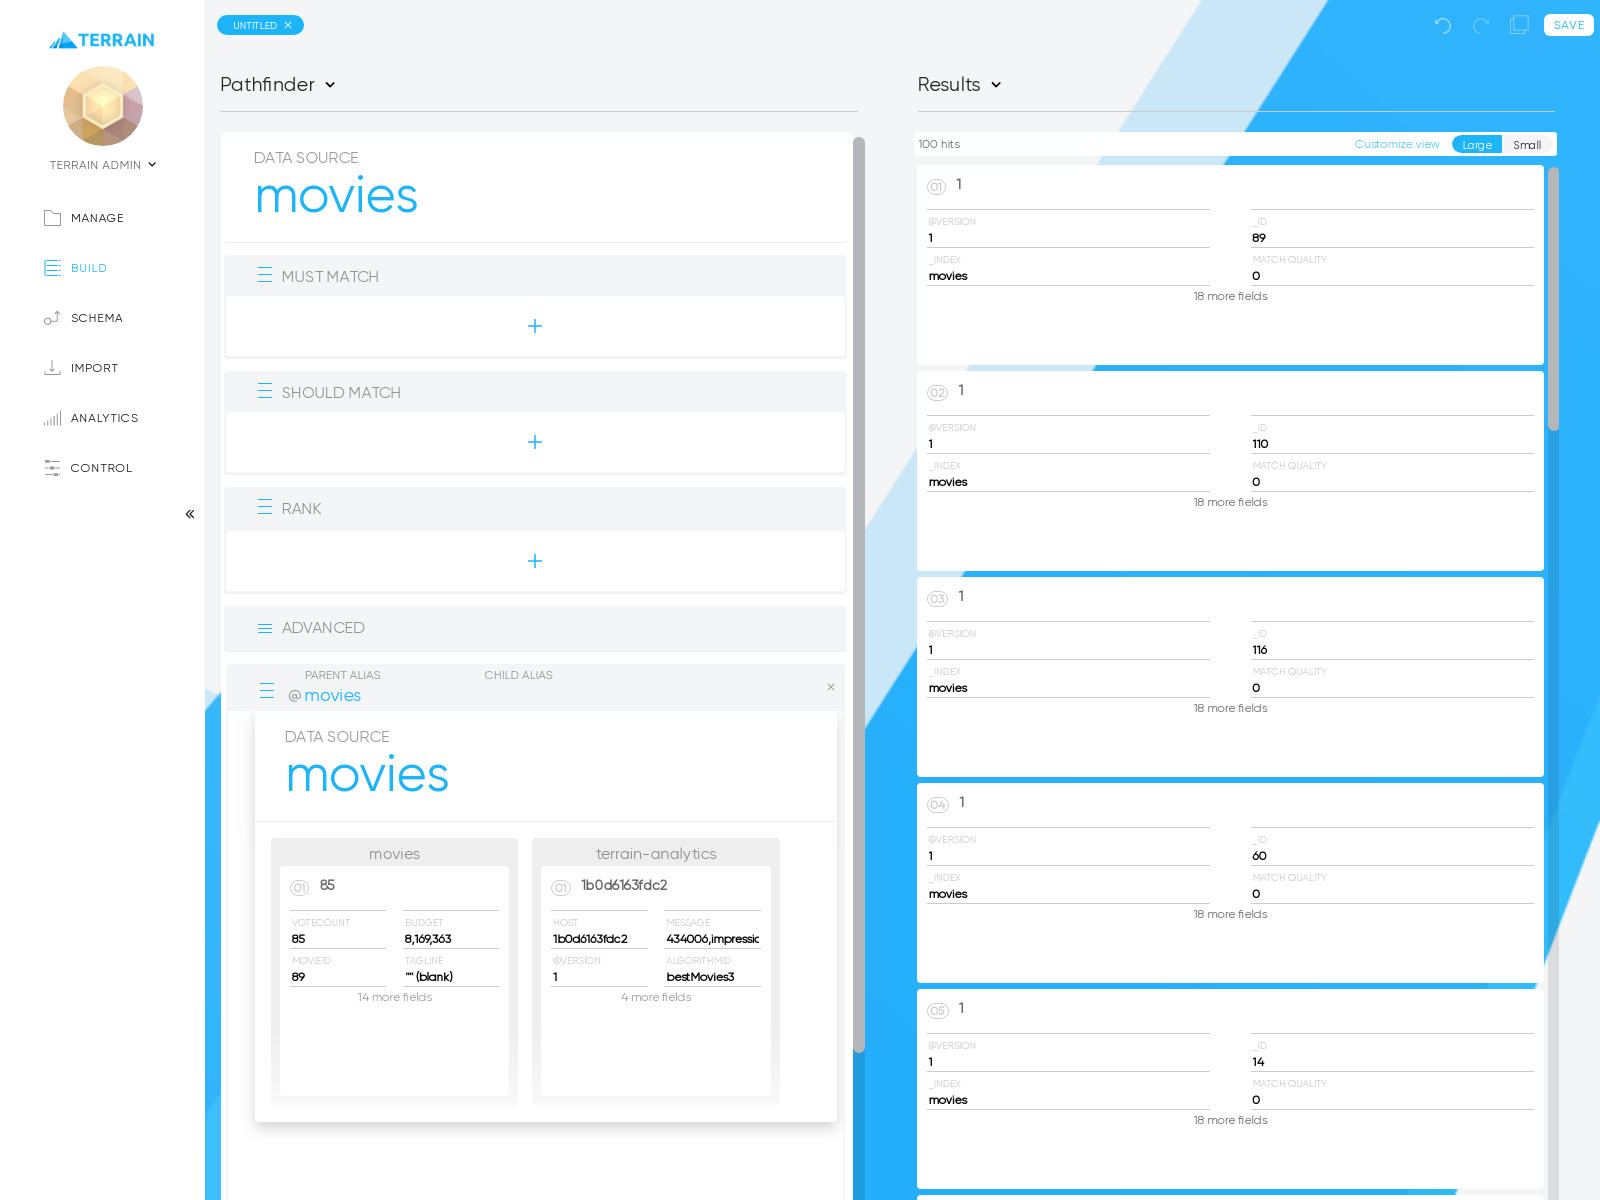 TERRAIN
TERRAIN ADMIN
MANAGE
BUILD
SCHEMA
IMPORT
ANALYTICS
CONTROL
UNTITLED
SAVE
Pathfinder
DATA SOURCE
movies
MUST MATCH
SHOULD MATCH
RANK
ADVANCED
PARENT ALIAS CHILD ALIAS
@ movies
DATA SOURCE
movies
movies
01 85
VOTECOUNT BUDGET
85 8,169,363
MOVIEID TAGLINE
89 "" (blank)
14 more fields
terrain-analytics
01 1b0d6163fdc2
HOST MESSAGE
1b0d6163fdc2 434006,impressic
@VERSION ALGORITHMID
1 bestMovies3
4 more fields
Results
100 hits Customize view Large Small
01 1
@VERSION _ID
1 89
_INDEX MATCH QUALITY
movies 0
18 more fields
02 1
@VERSION _ID
1 110
_INDEX MATCH QUALITY
movies 0
18 more fields
03 1
@VERSION _ID
1 116
_INDEX MATCH QUALITY
movies 0
18 more fields
04 1
@VERSION _ID
1 60
_INDEX MATCH QUALITY
movies 0
18 more fields
05 1
@VERSION _ID
1 14
_INDEX MATCH QUALITY
movies 0
18 more fields